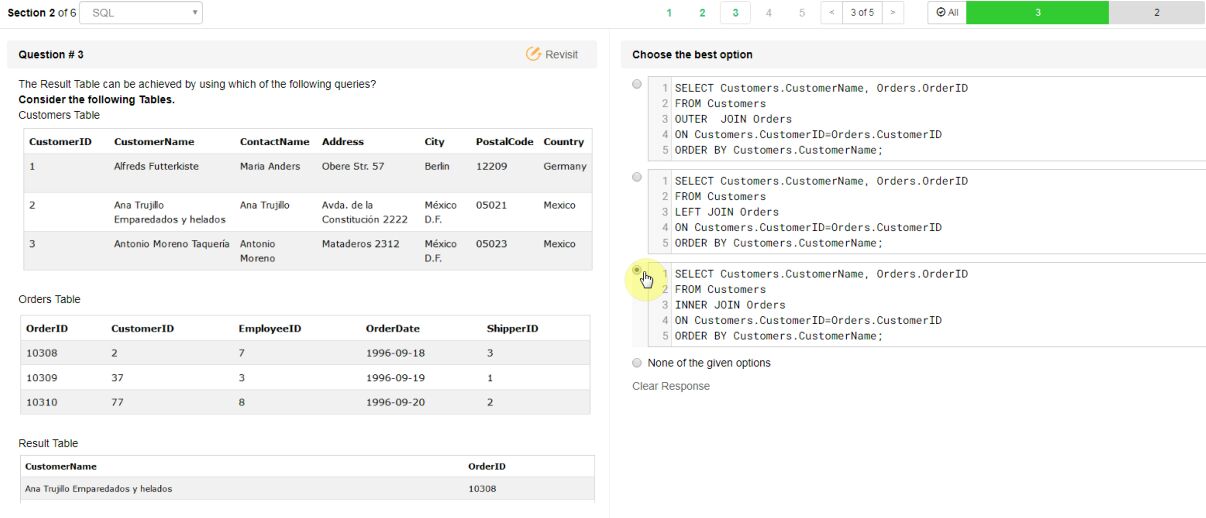 Section 2 of 6 SQL 1 2 3 4 5 < 3 of 5 > All 3 2
Question # 3 Revisit
The Result Table can be achieved by using which of the following queries?
Consider the following Tables.
Customers Table
CustomerID CustomerName ContactName Address City PostalCode Country
1 Alfreds Futterkiste Maria Anders Obere Str. 57 Berlin 12209 Germany
2 Ana Trujillo Ana Trujillo Avda. de la México 05021 Mexico
Emparedados y helados Constitución 2222 D.F.
3 Antonio Moreno Taquería Antonio Mataderos 2312 México 05023 Mexico
Moreno D.F.
Orders Table
OrderID CustomerID EmployeeID OrderDate ShipperID
10308 2 7 1996-09-18 3
10309 37 3 1996-09-19 1
10310 77 8 1996-09-20 2
Result Table
CustomerName OrderID
Ana Trujillo Emparedados y helados 10308
Choose the best option
1 SELECT Customers.CustomerName, Orders.OrderID
2 FROM Customers
3 OUTER  JOIN Orders
4 ON Customers.CustomerID=Orders.CustomerID
5 ORDER BY Customers.CustomerName;
1 SELECT Customers.CustomerName, Orders.OrderID
2 FROM Customers
3 LEFT JOIN Orders
4 ON Customers.CustomerID=Orders.CustomerID
5 ORDER BY Customers.CustomerName;
1 SELECT Customers.CustomerName, Orders.OrderID
2 FROM Customers
3 INNER JOIN Orders
4 ON Customers.CustomerID=Orders.CustomerID
5 ORDER BY Customers.CustomerName;
None of the given options
Clear Response